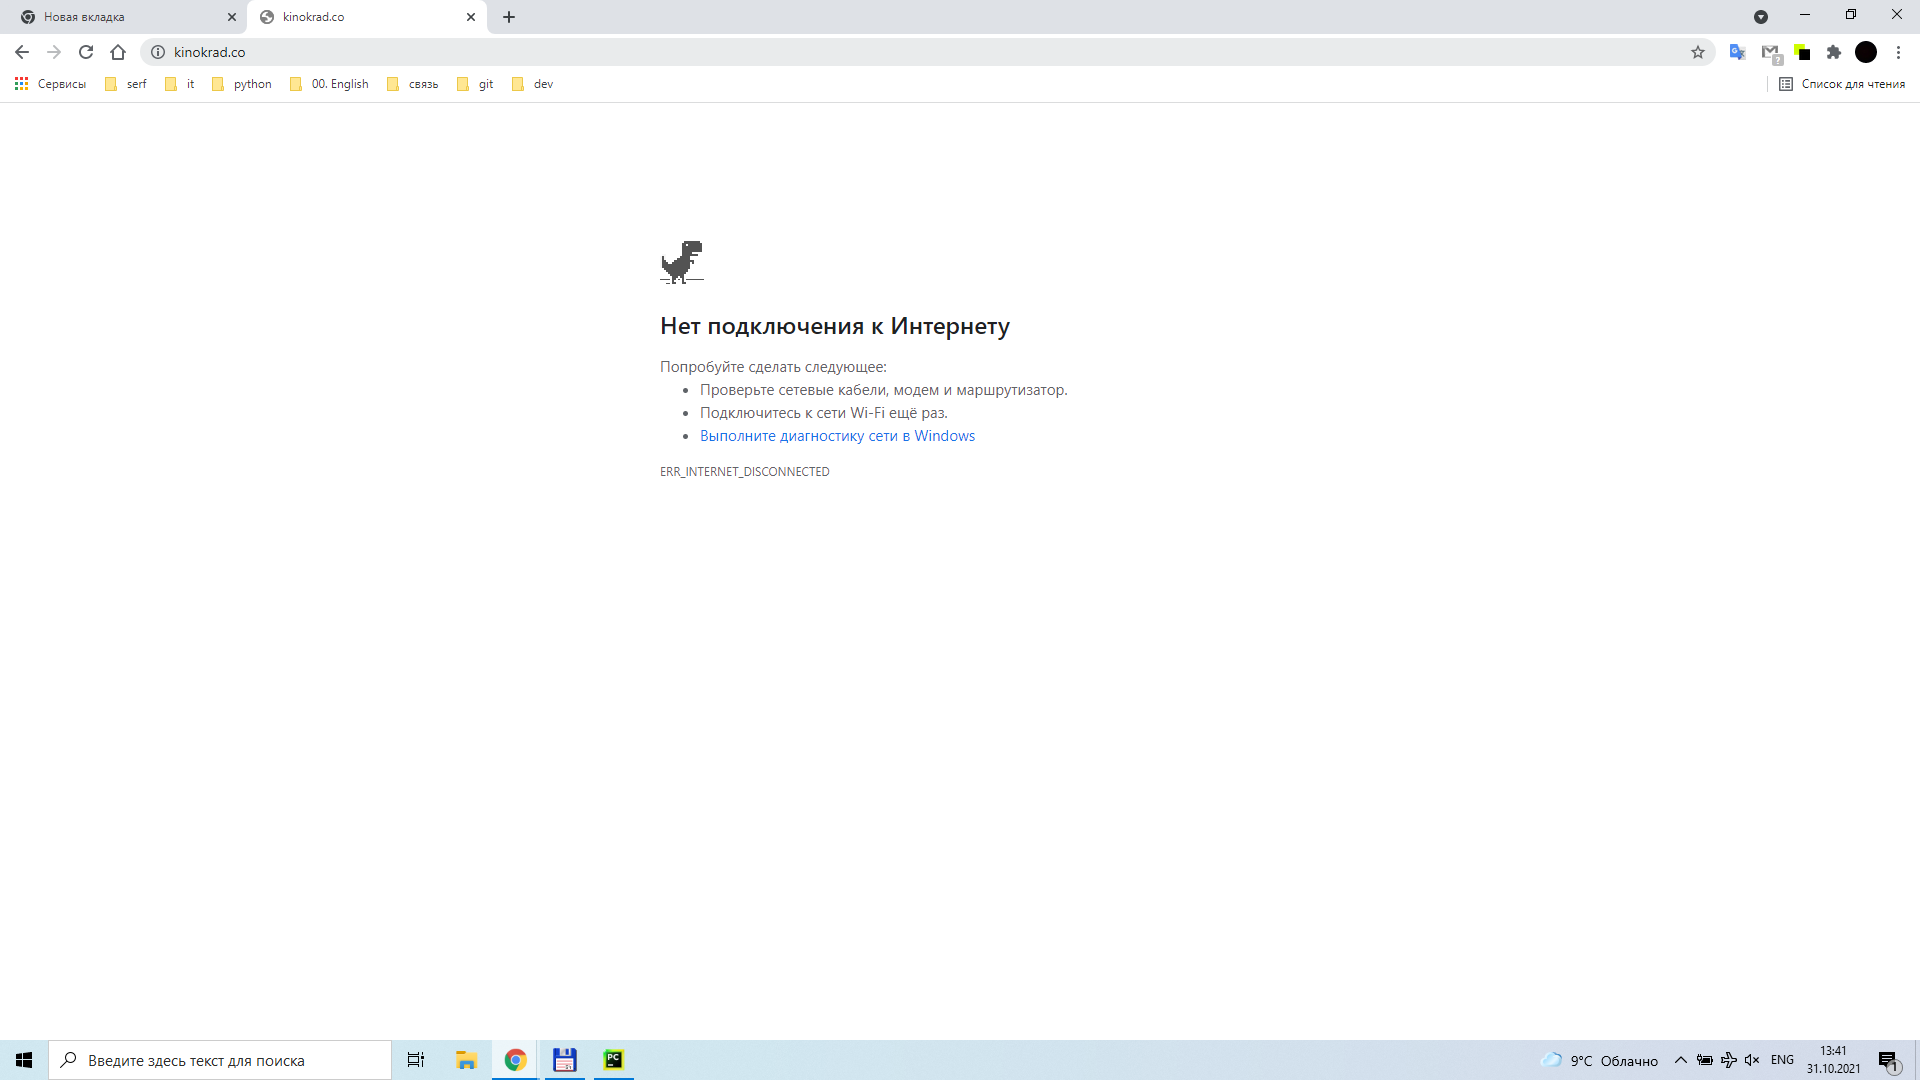 Новая вкладка
kinokrad.co
kinokrad.co
Сервисы serf it python 00. English связь git dev Список для чтения
Нет подключения к Интернету
Попробуйте сделать следующее:
Проверьте сетевые кабели, модем и маршрутизатор.
Подключитесь к сети Wi-Fi ещё раз.
Выполните диагностику сети в Windows
ERR_INTERNET_DISCONNECTED
Введите здесь текст для поиска
PC
9°C Облачно
ENG
13:41
31.10.2021
1